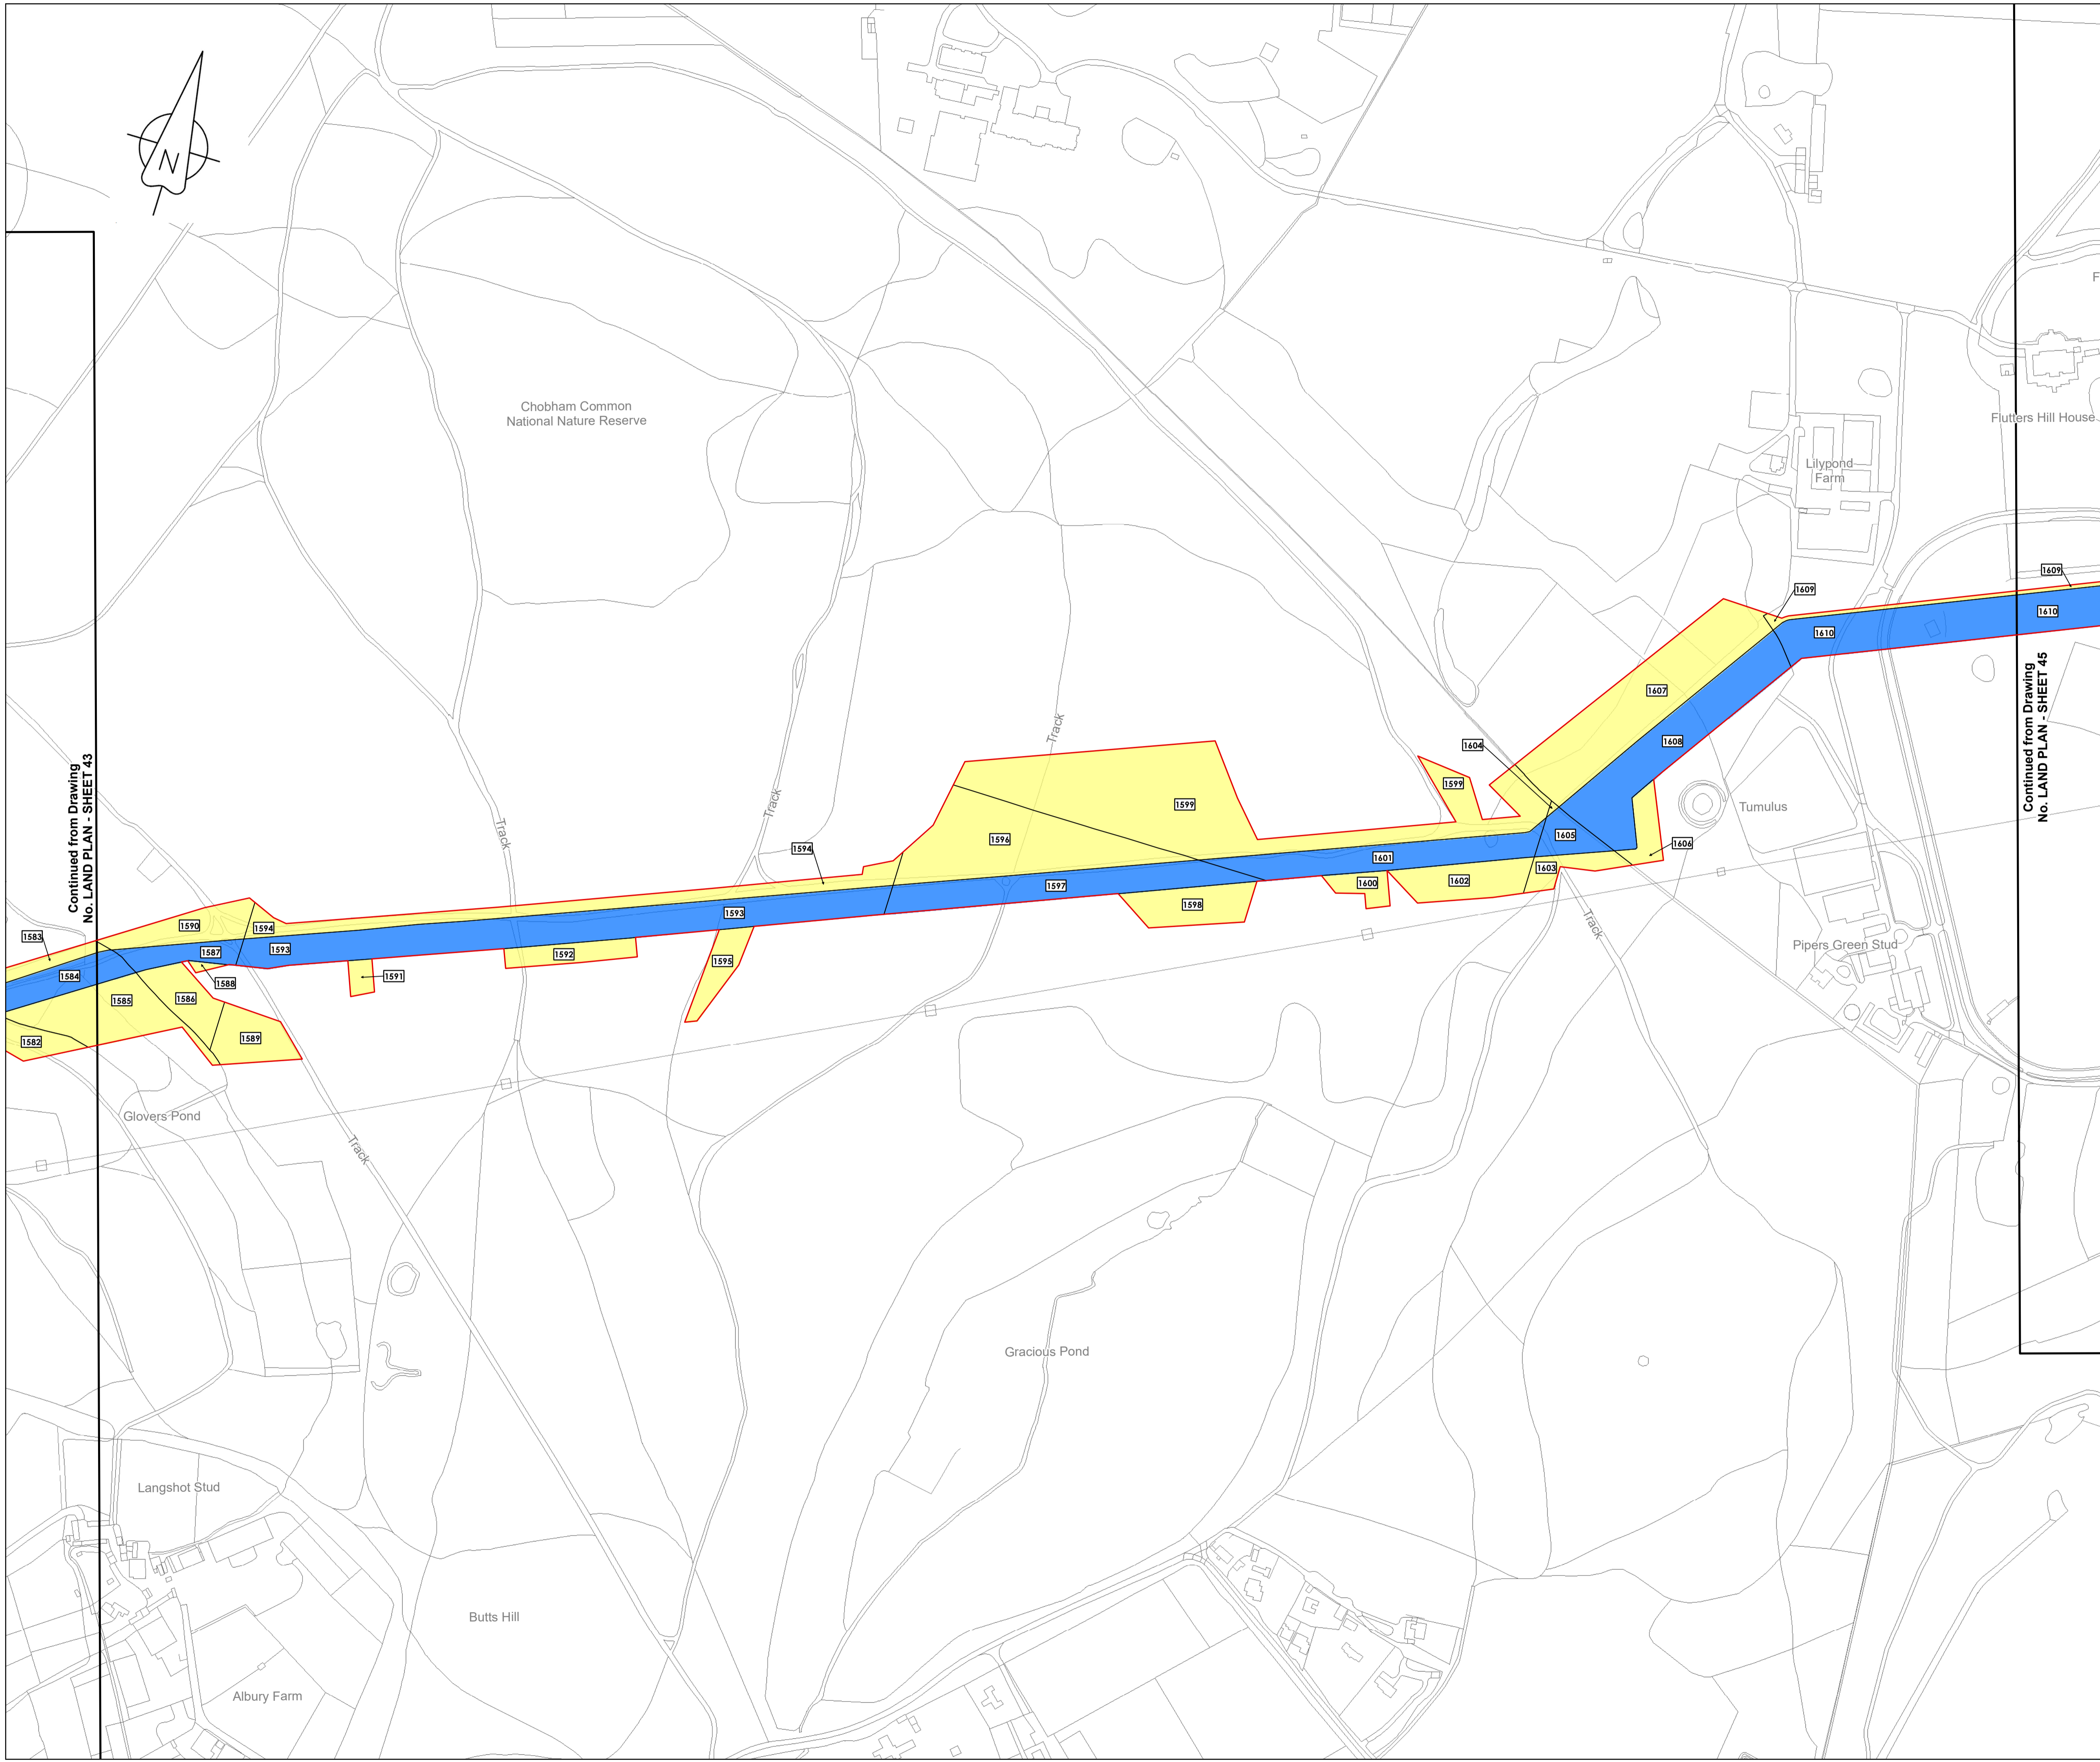 N
F
Chobham Common
National Nature Reserve
Flutters Hill House
Lilypond
Farm
1609
1609
1610
1610
1607
Continued from Drawing
No. LAND PLAN - SHEET 45
Track
1604
1608
1599
Continued from Drawing
No. LAND PLAN - SHEET 43
Track
1599
Tumulus
Track
1596
1605
1594
1606
1601
1603
1597
1600
1602
1598
1593
1590
1594
Track
1583
1587
1593
1592
Pipers Green Stud
1595
1584
1591
1588
1585
1586
1589
1582
Glovers Pond
Track
Gracious Pond
Langshot Stud
Butts Hill
Albury Farm